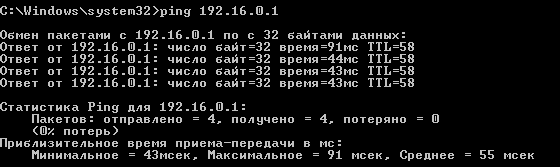 C:\Windows\system32>ping 192.16.0.1
Обмен пакетами с 192.16.0.1 по с 32 байтами данных:
Ответ от 192.16.0.1: число байт=32 время=91мс TTL=58
Ответ от 192.16.0.1: число байт=32 время=44мс TTL=58
Ответ от 192.16.0.1: число байт=32 время=43мс TTL=58
Ответ от 192.16.0.1: число байт=32 время=43мс TTL=58
Статистика Ping для 192.16.0.1:
Пакетов: отправлено = 4, получено = 4, потеряно = 0
(0% потерь)
Приблизительное время приема-передачи в мс:
Минимальное = 43мсек, Максимальное = 91 мсек, Среднее = 55 мсек